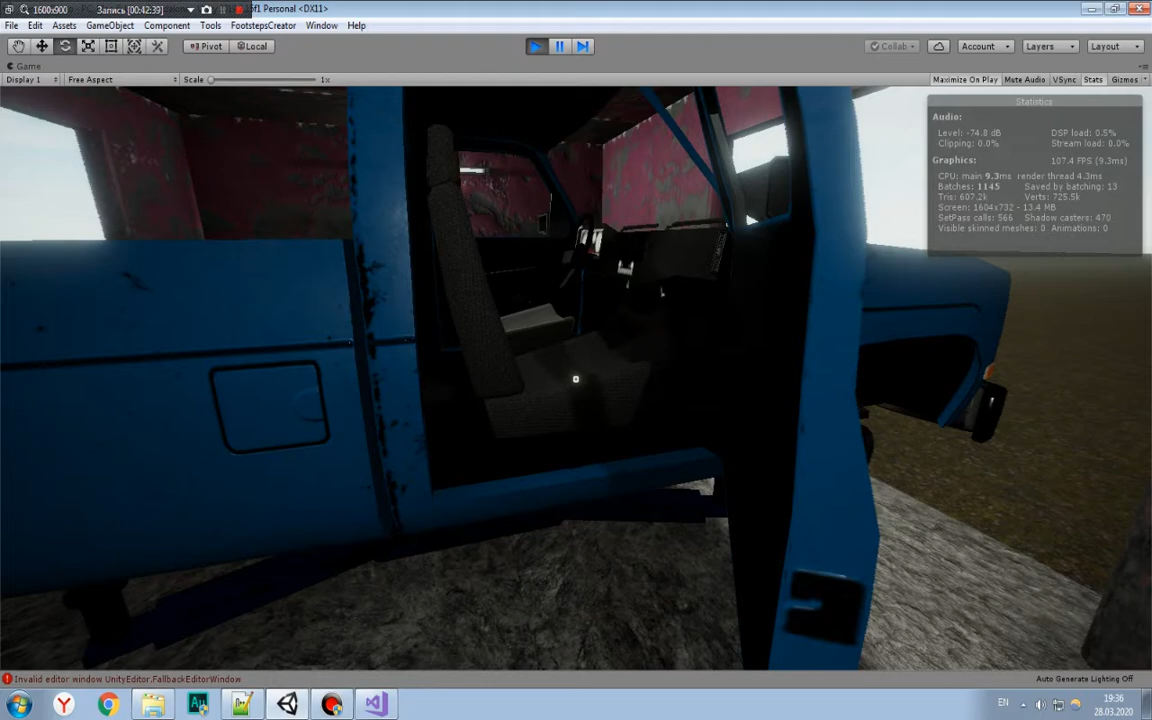 1600x900 Запись [00:42:39] 5f1 Personal <DX11>
File Edit Assets GameObject Component Tools FootstepsCreator Window Help
Pivot Local Collab Account Layers Layout
Game
Display 1 Free Aspect Scale 1x Maximize On Play Mute Audio VSync Stats Gizmos
Statistics
Audio:
Level: -74.8 dB DSP load: 0.5%
Clipping: 0.0% Stream load: 0.0%
Graphics: 107.4 FPS (9.3ms)
CPU: main 9.3ms render thread 4.3ms
Batches: 1145 Saved by batching: 13
Tris: 607.2k Verts: 725.5k
Screen: 1604x732 - 13.4 MB
SetPass calls: 566 Shadow casters: 470
Visible skinned meshes: 0 Animations: 0
Invalid editor window UnityEditor.FallbackEditorWindow Auto Generate Lighting Off
Y Au EN 19:36
28.03.2020